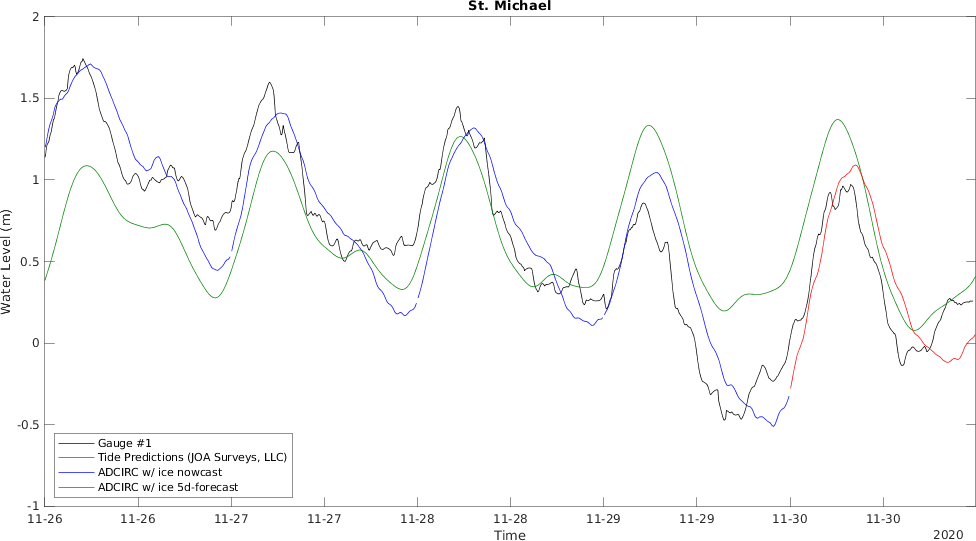 St. Michael
2
1.5
1
0.5
0
-0.5
-1
Water Level (m)
Gauge #1
Tide Predictions (JOA Surveys, LLC)
ADCIRC w/ ice nowcast
ADCIRC w/ ice 5d-forecast
11-26 11-26 11-27 11-27 11-28 11-28 11-29 11-29 11-30 11-30
Time
2020